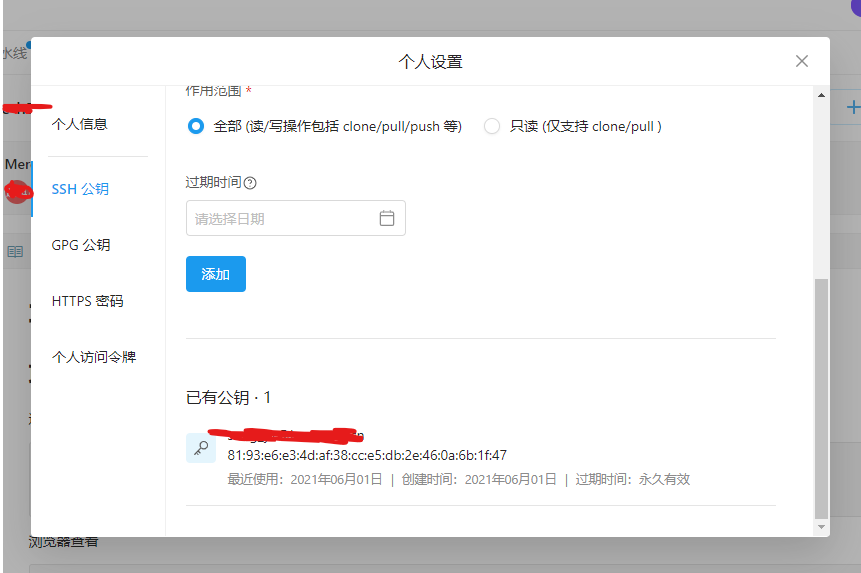 水线
个人设置
作用范围 *
个人信息
全部 (读/写操作包括 clone/pull/push 等)
只读 (仅支持 clone/pull )
Mer
过期时间
SSH 公钥
请选择日期
GPG 公钥
添加
HTTPS 密码
个人访问令牌
已有公钥 · 1
81:93:e6:e3:4d:af:38:cc:e5:db:2e:46:0a:6b:1f:47
最近使用：2021年06月01日 | 创建时间：2021年06月01日 | 过期时间：永久有效
浏览器查看